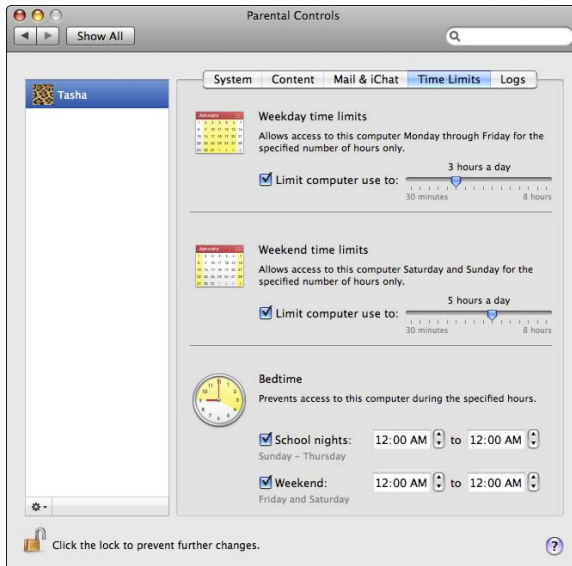 Parental Controls
Show All
Tasha
System Content Mail & iChat Time Limits Logs
Weekday time limits
Allows access to this computer Monday through Friday for the
specified number of hours only.
3 hours a day
Limit computer use to:
30 minutes 8 hours
Weekend time limits
Allows access to this computer Saturday and Sunday for the
specified number of hours only.
5 hours a day
Limit computer use to:
30 minutes 8 hours
Bedtime
Prevents access to this computer during the specified hours.
School nights: 12:00 AM to 12:00 AM
Sunday – Thursday
Weekend: 12:00 AM to 12:00 AM
Friday and Saturday
Click the lock to prevent further changes.
?